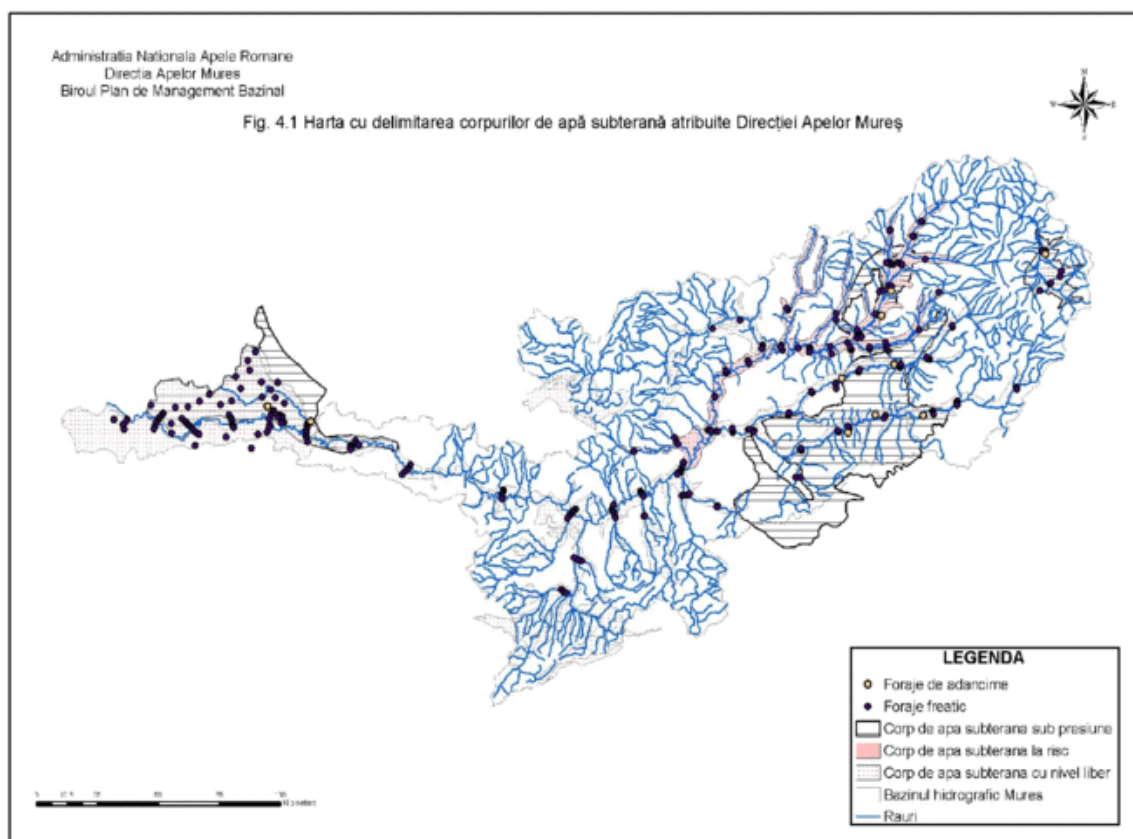 Administratia Nationala Apele Romane
Directia Apelor Mures
Biroul Plan de Management Bazinal
Fig. 4.1 Harta cu delimitarea corpurilor de apă subterană atribuite Direcției Apelor Mureș
N
LEGENDA
Foraje de adancime
Foraje freatic
Corp de apa subterana sub presiune
Corp de apa subterana la risc
Corp de apa subterana cu nivel liber
Bazinul hidrografic Mures
Rauri